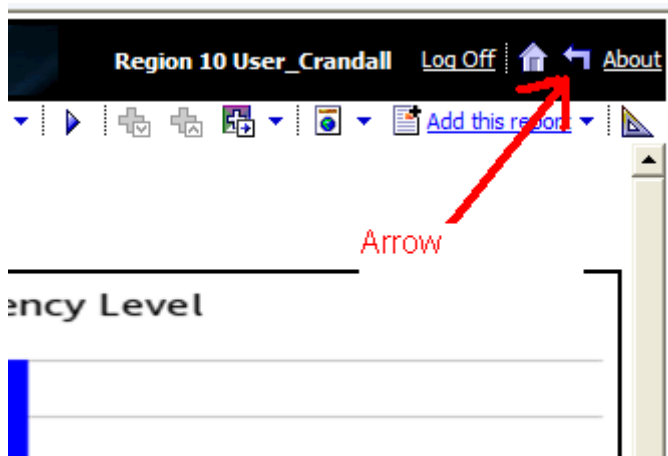 Region 10 User_Crandall Log Off About
Add this report
Arrow
ency Level